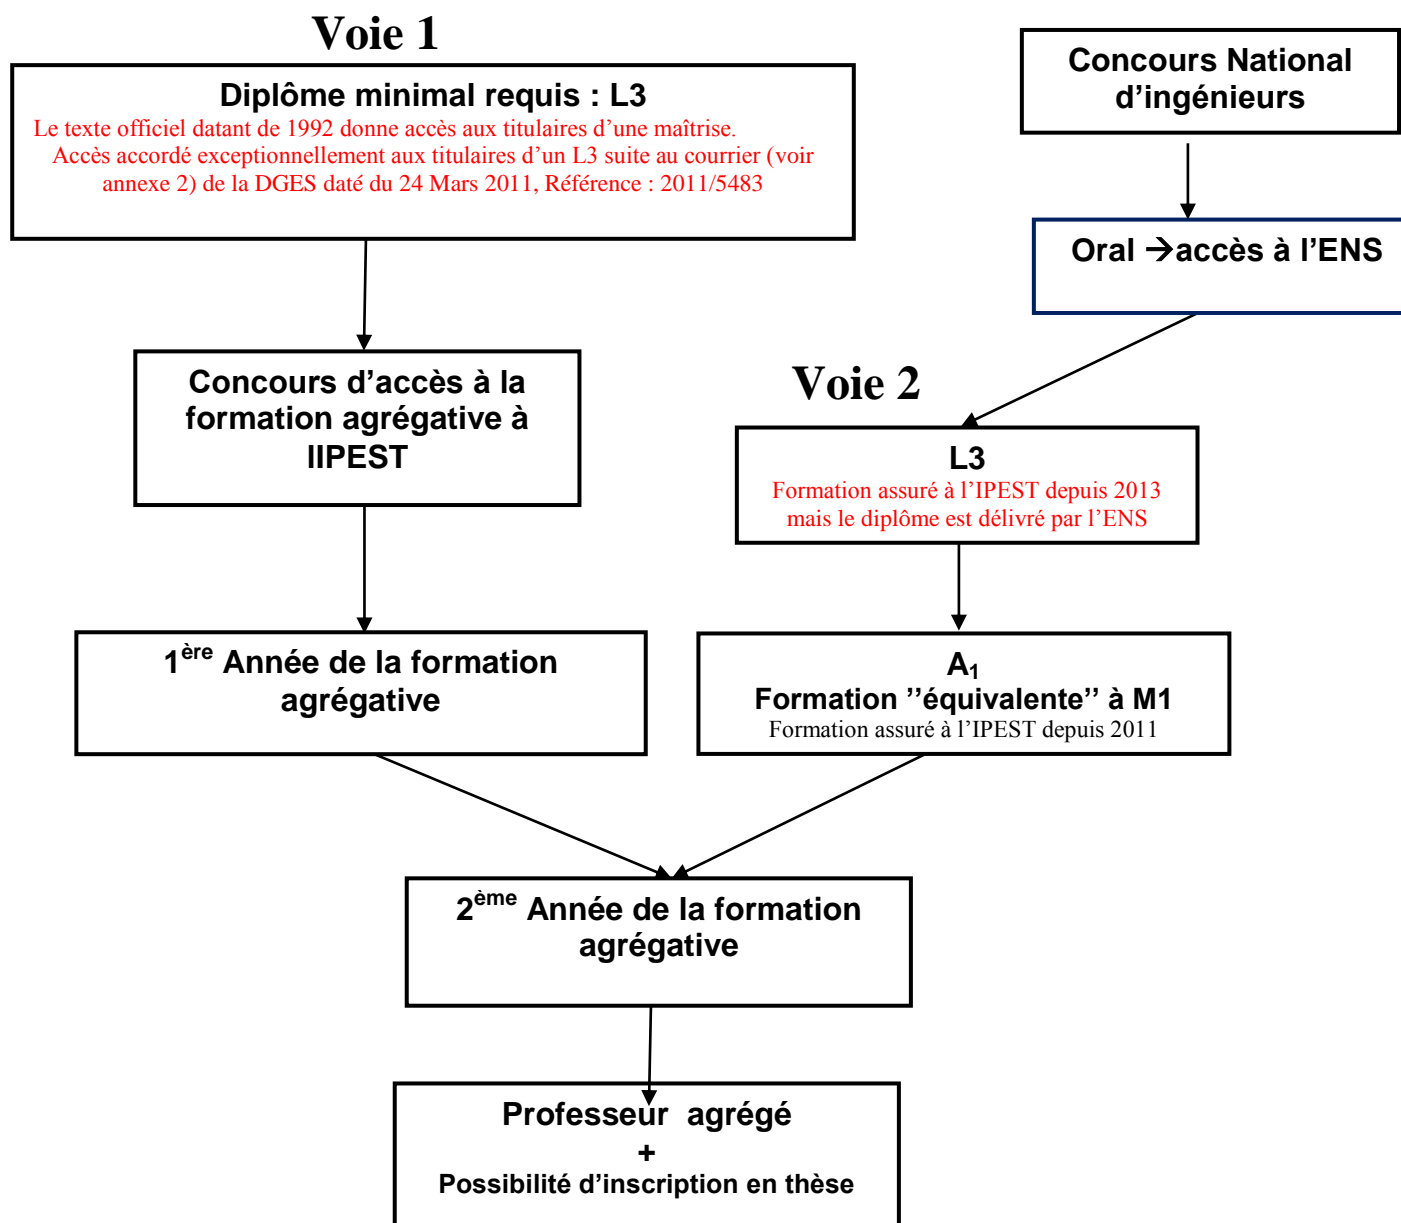 Voie 1
Diplôme minimal requis : L3
Le texte officiel datant de 1992 donne accès aux titulaires d’une maîtrise.
Accès accordé exceptionnellement aux titulaires d’un L3 suite au courrier (voir
annexe 2) de la DGES daté du 24 Mars 2011, Référence : 2011/5483
Concours National
d’ingénieurs
Oral →accès à l’ENS
Concours d’accès à la
formation agrégative à
lIPEST
Voie 2
L3
Formation assuré à l’IPEST depuis 2013
mais le diplôme est délivré par l’ENS
1ère Année de la formation
agrégative
A1
Formation ’’équivalente’’ à M1
Formation assuré à l’IPEST depuis 2011
2ème Année de la formation
agrégative
Professeur  agrégé
+
Possibilité d’inscription en thèse